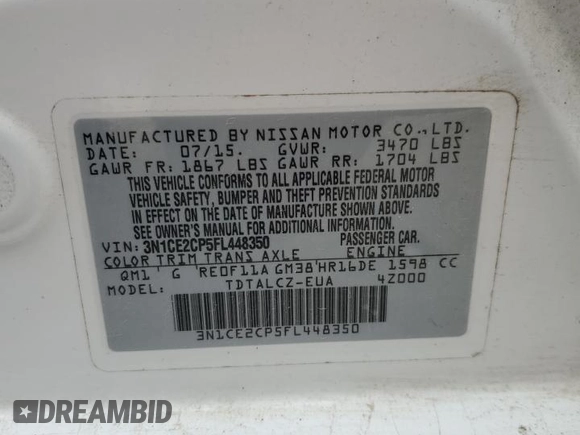 MANUFACTURED BY NISSAN MOTOR CO.,LTD.
DATE: 07/15. GVWR: 3470 LBS
GAWR FR: 1867 LBS GAWR RR: 1704 LBS
THIS VEHICLE CONFORMS TO ALL APPLICABLE FEDERAL MOTOR
VEHICLE SAFETY, BUMPER AND THEFT PREVENTION STANDARDS
IN EFFECT ON THE DATE OF MANUFACTURE SHOWN ABOVE.
SEE OWNER'S MANUAL FOR ADDITIONAL INFORMATION.
VIN: 3N1CE2CP5FL448350 PASSENGER CAR.
COLOR TRIM TRANS AXLE ENGINE
QM1 G RE0F11A GM38 HR16DE 1598 CC
TDTALCZ-EUA 4Z000
3N1CE2CP5FL448350
DREAMBID